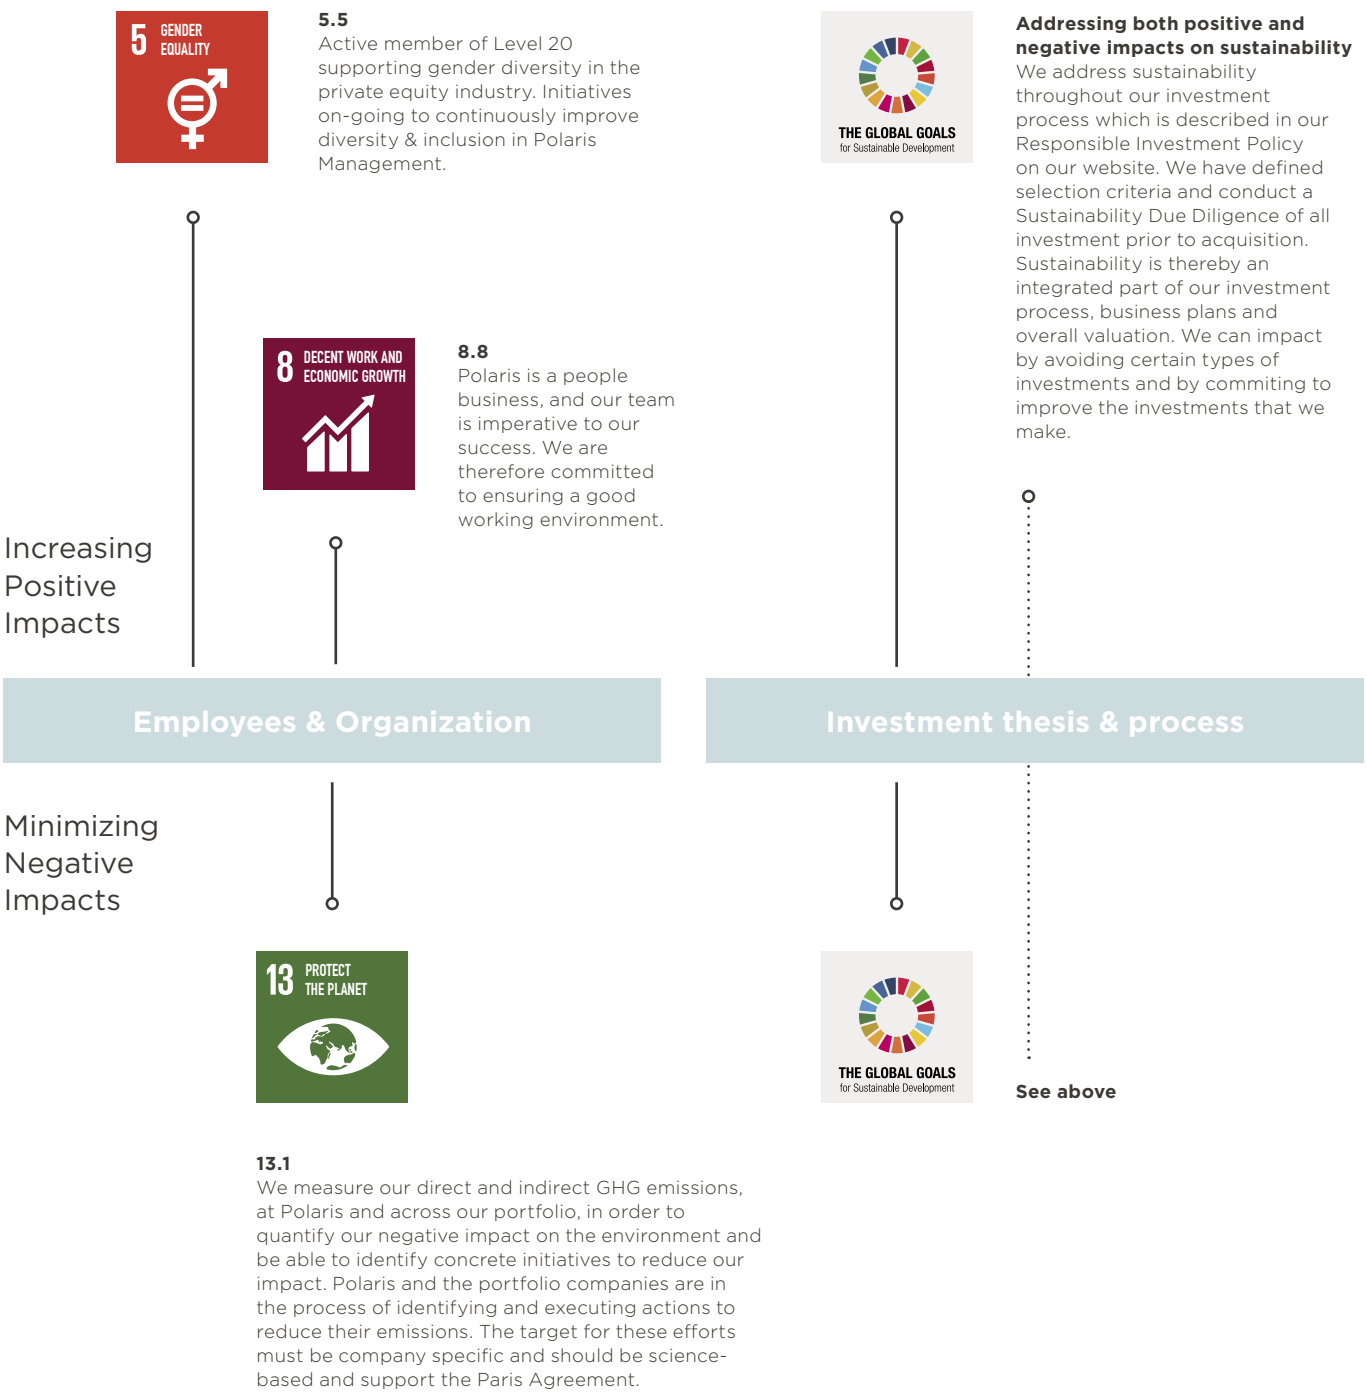 5 GENDER
EQUALITY
5.5
Active member of Level 20
supporting gender diversity in the
private equity industry. Initiatives
on-going to continuously improve
diversity & inclusion in Polaris
Management.
THE GLOBAL GOALS
for Sustainable Development
Addressing both positive and
negative impacts on sustainability
We address sustainability
throughout our investment
process which is described in our
Responsible Investment Policy
on our website. We have defined
selection criteria and conduct a
Sustainability Due Diligence of all
investment prior to acquisition.
Sustainability is thereby an
integrated part of our investment
process, business plans and
overall valuation. We can impact
by avoiding certain types of
investments and by commiting to
improve the investments that we
make.
8 DECENT WORK AND
ECONOMIC GROWTH
8.8
Polaris is a people
business, and our team
is imperative to our
success. We are
therefore committed
to ensuring a good
working environment.
Increasing
Positive
Impacts
Employees & Organization
Investment thesis & process
Minimizing
Negative
Impacts
13 PROTECT
THE PLANET
THE GLOBAL GOALS
for Sustainable Development
See above
13.1
We measure our direct and indirect GHG emissions,
at Polaris and across our portfolio, in order to
quantify our negative impact on the environment and
be able to identify concrete initiatives to reduce our
impact. Polaris and the portfolio companies are in
the process of identifying and executing actions to
reduce their emissions. The target for these efforts
must be company specific and should be science-
based and support the Paris Agreement.